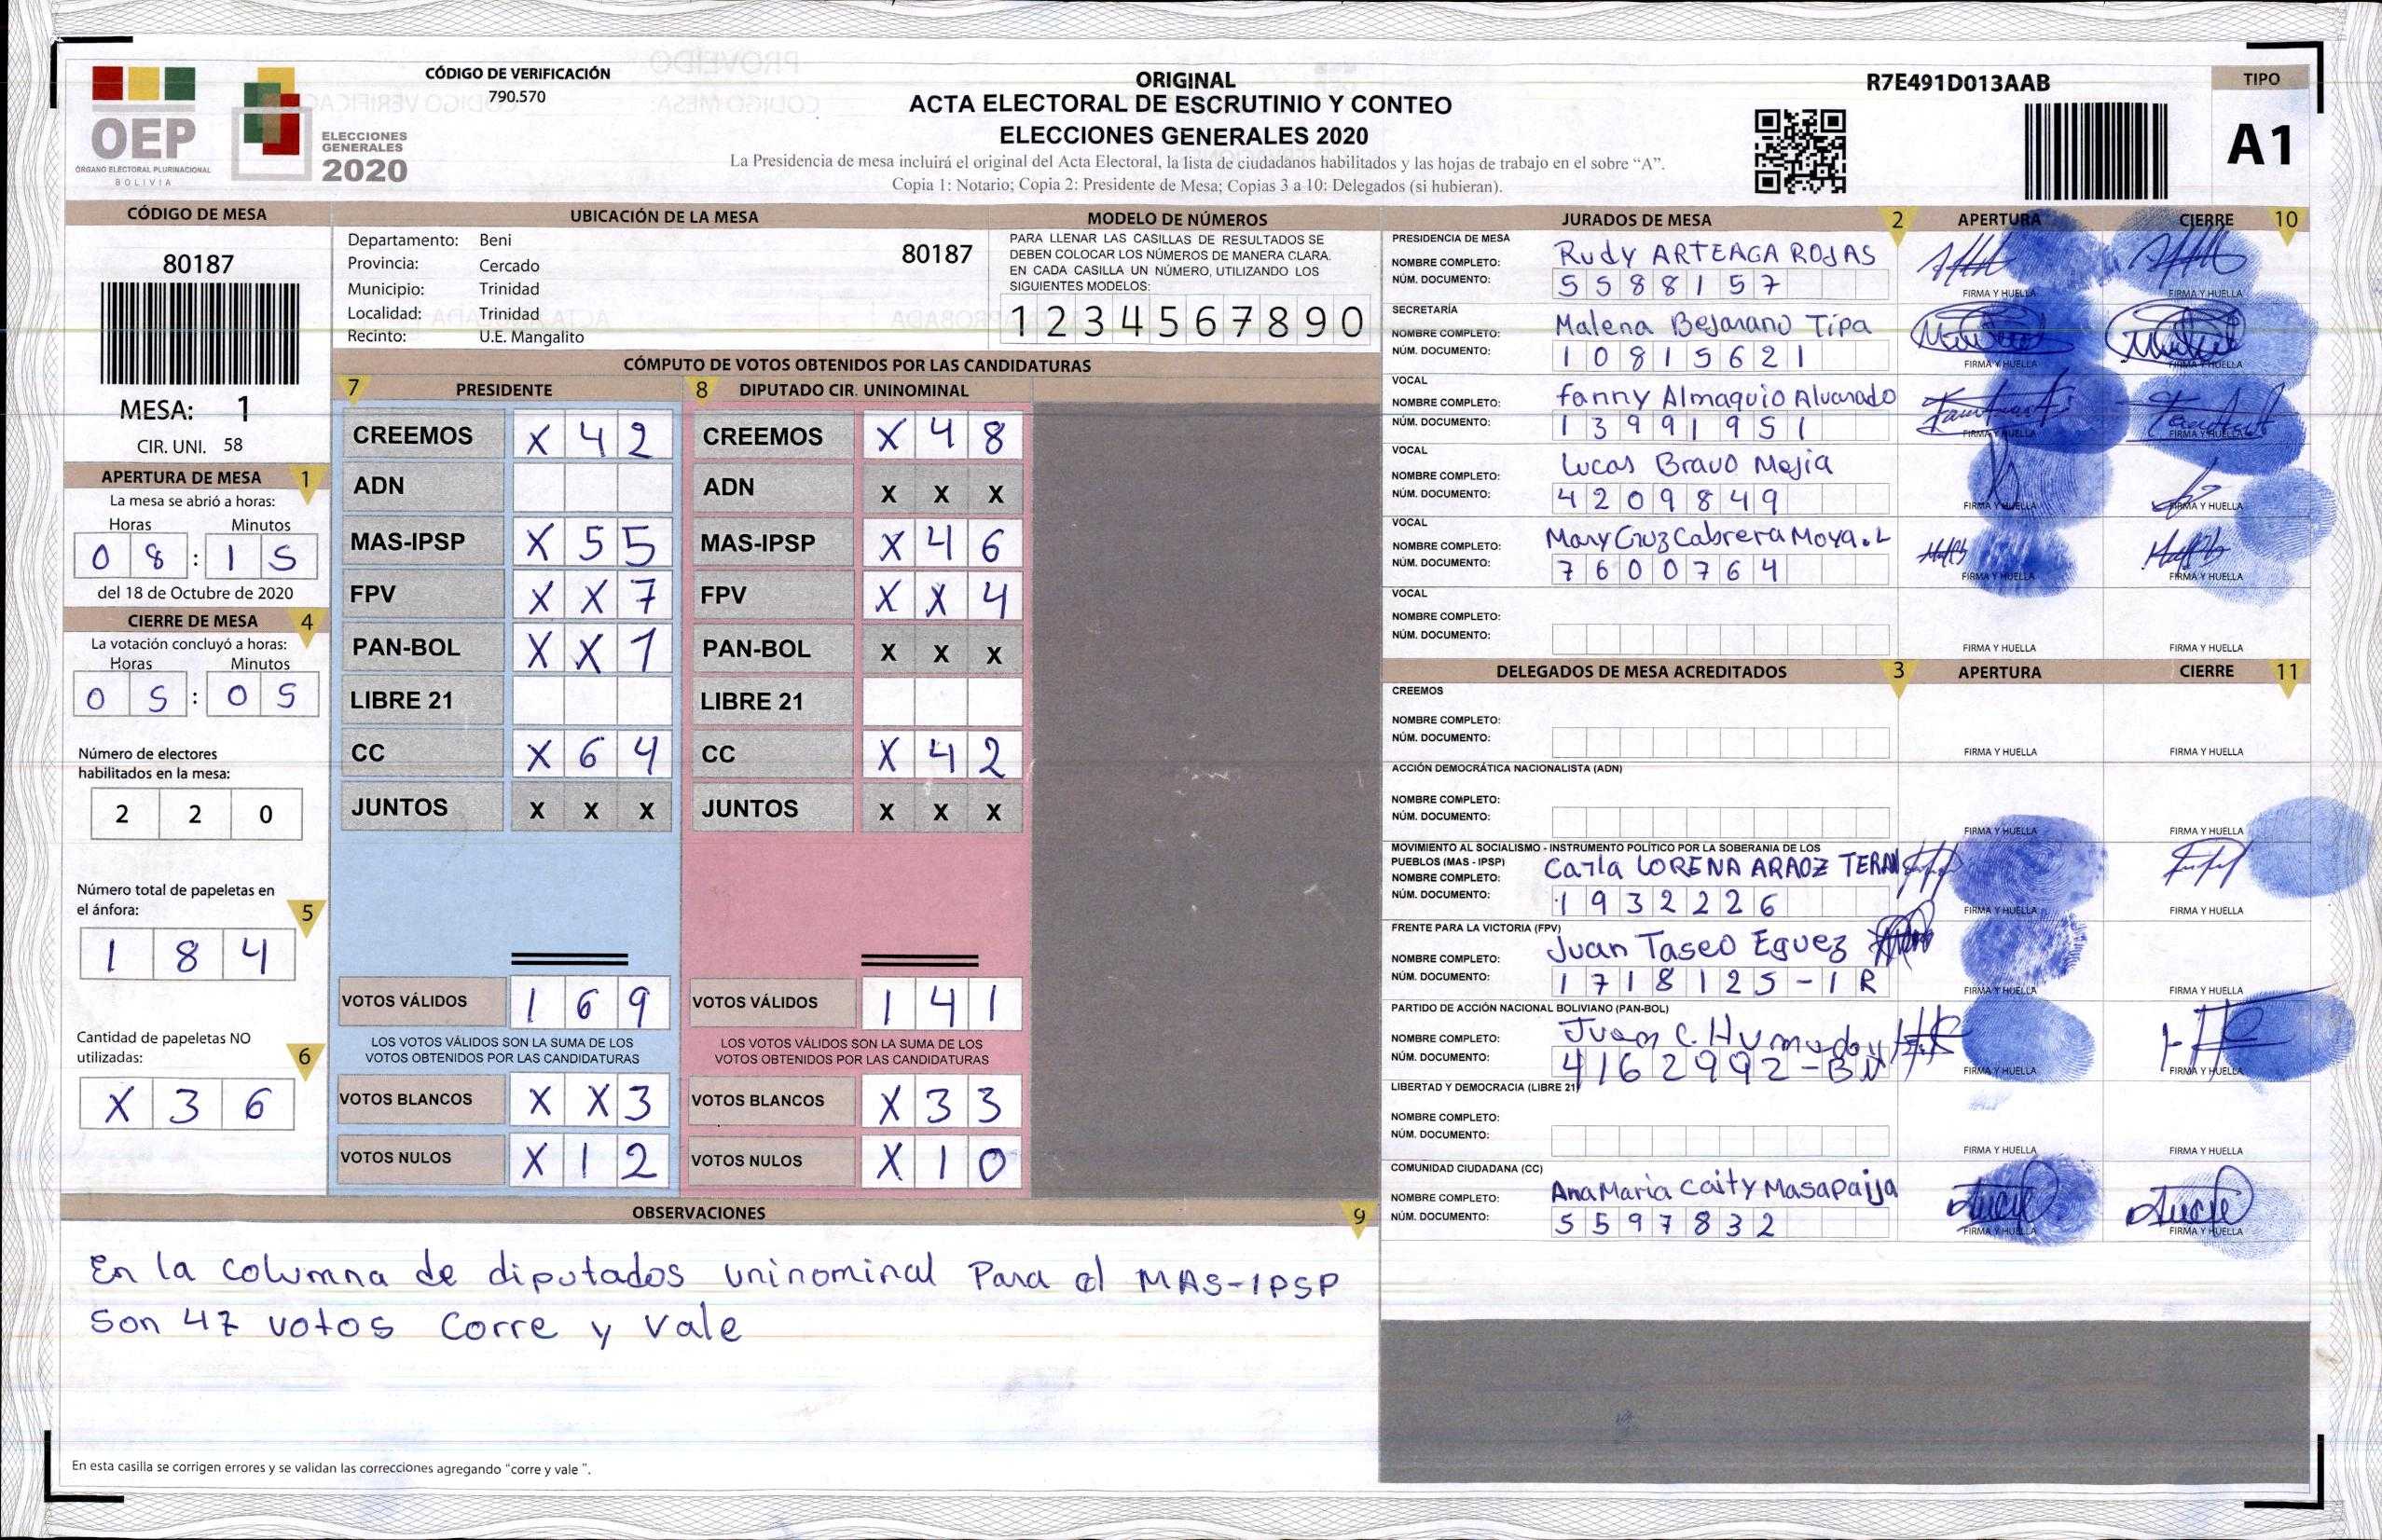 CÓDIGO DE VERIFICACIÓN
790.570
OEP
ÓRGANO ELECTORAL PLURINACIONAL
BOLIVIA
ELECCIONES
GENERALES
2020
ORIGINAL
ACTA ELECTORAL DE ESCRUTINIO Y CONTEO
ELECCIONES GENERALES 2020
La Presidencia de mesa incluirá el original del Acta Electoral, la lista de ciudadanos habilitados y las hojas de trabajo en el sobre “A”.
Copia 1: Notario; Copia 2: Presidente de Mesa; Copias 3 a 10: Delegados (si hubieran).
R7E491D013AAB
TIPO
A1
CÓDIGO DE MESA
80187
MESA: 1
CIR. UNI. 58
APERTURA DE MESA 1
La mesa se abrió a horas:
Horas Minutos
0 8 : 1 5
del 18 de Octubre de 2020
CIERRE DE MESA 4
La votación concluyó a horas:
Horas Minutos
0 5 : 0 5
Número de electores
habilitados en la mesa:
2 2 0
Número total de papeletas en
el ánfora: 5
1 8 4
Cantidad de papeletas NO
utilizadas: 6
X 3 6
UBICACIÓN DE LA MESA
Departamento: Beni
Provincia: Cercado
Municipio: Trinidad
Localidad: Trinidad
Recinto: U.E. Mangalito
80187
MODELO DE NÚMEROS
PARA LLENAR LAS CASILLAS DE RESULTADOS SE
DEBEN COLOCAR LOS NÚMEROS DE MANERA CLARA.
EN CADA CASILLA UN NÚMERO, UTILIZANDO LOS
SIGUIENTES MODELOS:
1 2 3 4 5 6 7 8 9 0
CÓMPUTO DE VOTOS OBTENIDOS POR LAS CANDIDATURAS
7 PRESIDENTE
CREEMOS X 4 2
ADN
MAS-IPSP X 5 5
FPV X X 7
PAN-BOL X X 1
LIBRE 21
CC X 6 4
JUNTOS X X X
VOTOS VÁLIDOS 1 6 9
LOS VOTOS VÁLIDOS SON LA SUMA DE LOS
VOTOS OBTENIDOS POR LAS CANDIDATURAS
VOTOS BLANCOS X X 3
VOTOS NULOS X 1 2
8 DIPUTADO CIR. UNINOMINAL
CREEMOS X 4 8
ADN X X X
MAS-IPSP X 4 6
FPV X X 4
PAN-BOL X X X
LIBRE 21
CC X 4 2
JUNTOS X X X
VOTOS VÁLIDOS 1 4 1
LOS VOTOS VÁLIDOS SON LA SUMA DE LOS
VOTOS OBTENIDOS POR LAS CANDIDATURAS
VOTOS BLANCOS X 3 3
VOTOS NULOS X 1 0
OBSERVACIONES 9
En la columna de diputados uninominal Para el MAS-IPSP
Son 47 votos Corre y Vale
En esta casilla se corrigen errores y se validan las correcciones agregando “corre y vale ”.
JURADOS DE MESA 2 APERTURA CIERRE 10
PRESIDENCIA DE MESA
NOMBRE COMPLETO: Rudy ARTEAGA ROJAS
NÚM. DOCUMENTO: 5 5 8 8 1 5 7
FIRMA Y HUELLA FIRMA Y HUELLA
SECRETARÍA
NOMBRE COMPLETO: Malena Bejarano Tipa
NÚM. DOCUMENTO: 1 0 8 1 5 6 2 1
FIRMA Y HUELLA FIRMA Y HUELLA
VOCAL
NOMBRE COMPLETO: fanny Almaquio Alvarado
NÚM. DOCUMENTO: 1 3 9 9 1 9 5 1
FIRMA Y HUELLA FIRMA Y HUELLA
VOCAL
NOMBRE COMPLETO: Lucas Bravo Mejia
NÚM. DOCUMENTO: 4 2 0 9 8 4 9
FIRMA Y HUELLA FIRMA Y HUELLA
VOCAL
NOMBRE COMPLETO: Mary Cruz Cabrera Moya.L
NÚM. DOCUMENTO: 7 6 0 0 7 6 4
FIRMA Y HUELLA FIRMA Y HUELLA
VOCAL
NOMBRE COMPLETO:
NÚM. DOCUMENTO:
FIRMA Y HUELLA FIRMA Y HUELLA
DELEGADOS DE MESA ACREDITADOS 3 APERTURA CIERRE 11
CREEMOS
NOMBRE COMPLETO:
NÚM. DOCUMENTO:
FIRMA Y HUELLA FIRMA Y HUELLA
ACCIÓN DEMOCRÁTICA NACIONALISTA (ADN)
NOMBRE COMPLETO:
NÚM. DOCUMENTO:
FIRMA Y HUELLA FIRMA Y HUELLA
MOVIMIENTO AL SOCIALISMO - INSTRUMENTO POLÍTICO POR LA SOBERANIA DE LOS
PUEBLOS (MAS - IPSP)
NOMBRE COMPLETO: Carla LORENA ARAOZ TERAN
NÚM. DOCUMENTO: 1 9 3 2 2 2 6
FIRMA Y HUELLA FIRMA Y HUELLA
FRENTE PARA LA VICTORIA (FPV)
NOMBRE COMPLETO: Juan Taseo Eguez
NÚM. DOCUMENTO: 1 7 1 8 1 2 5 - 1 R
FIRMA Y HUELLA FIRMA Y HUELLA
PARTIDO DE ACCIÓN NACIONAL BOLIVIANO (PAN-BOL)
NOMBRE COMPLETO: Juan C. Humaday
NÚM. DOCUMENTO: 4 1 6 2 9 9 2 - BN
FIRMA Y HUELLA FIRMA Y HUELLA
LIBERTAD Y DEMOCRACIA (LIBRE 21)
NOMBRE COMPLETO:
NÚM. DOCUMENTO:
FIRMA Y HUELLA FIRMA Y HUELLA
COMUNIDAD CIUDADANA (CC)
NOMBRE COMPLETO: Ana Maria Caity Masapaija
NÚM. DOCUMENTO: 5 5 9 7 8 3 2
FIRMA Y HUELLA FIRMA Y HUELLA